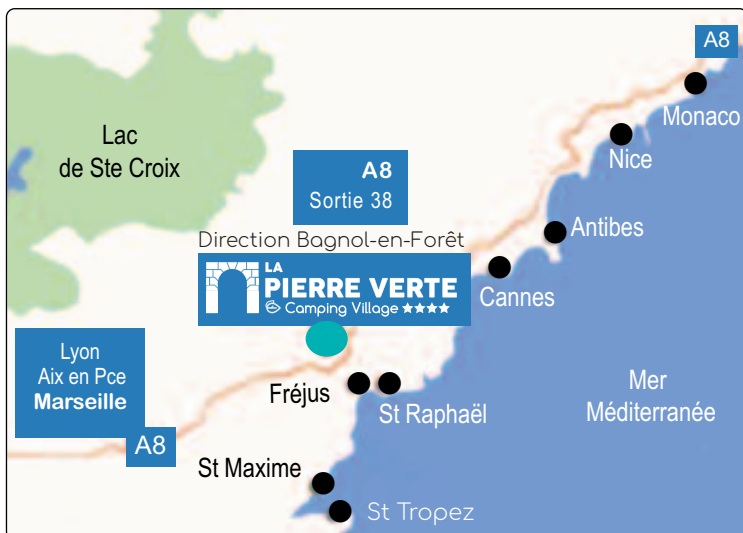 A8
Monaco
Nice
Lac
de Ste Croix
A8
Sortie 38
Antibes
Direction Bagnol-en-Forêt
LA
PIERRE VERTE
Camping Village ★★★★
Cannes
Lyon
Aix en Pce
Marseille
A8
Fréjus
St Raphaël
Mer
Méditerranée
St Maxime
St Tropez